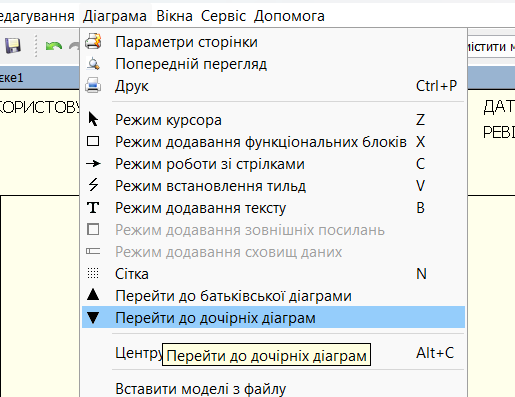 едагування Діаграма Вікна Сервіс Допомога
Параметри сторінки
Попередній перегляд
Друк Ctrl+P
Режим курсора Z
Режим додавання функціональних блоків X
Режим роботи зі стрілками C
Режим встановлення тильд V
Режим додавання тексту B
Режим додавання зовнішніх посилань
Режим додавання сховищ даних
Сітка N
Перейти до батьківської діаграми
Перейти до дочірніх діаграм
Центру Alt+C
Перейти до дочірніх діаграм
Вставити моделі з файлу
містити м
еке1
КОРИСТОВУ
ДАТ
РЕВІ